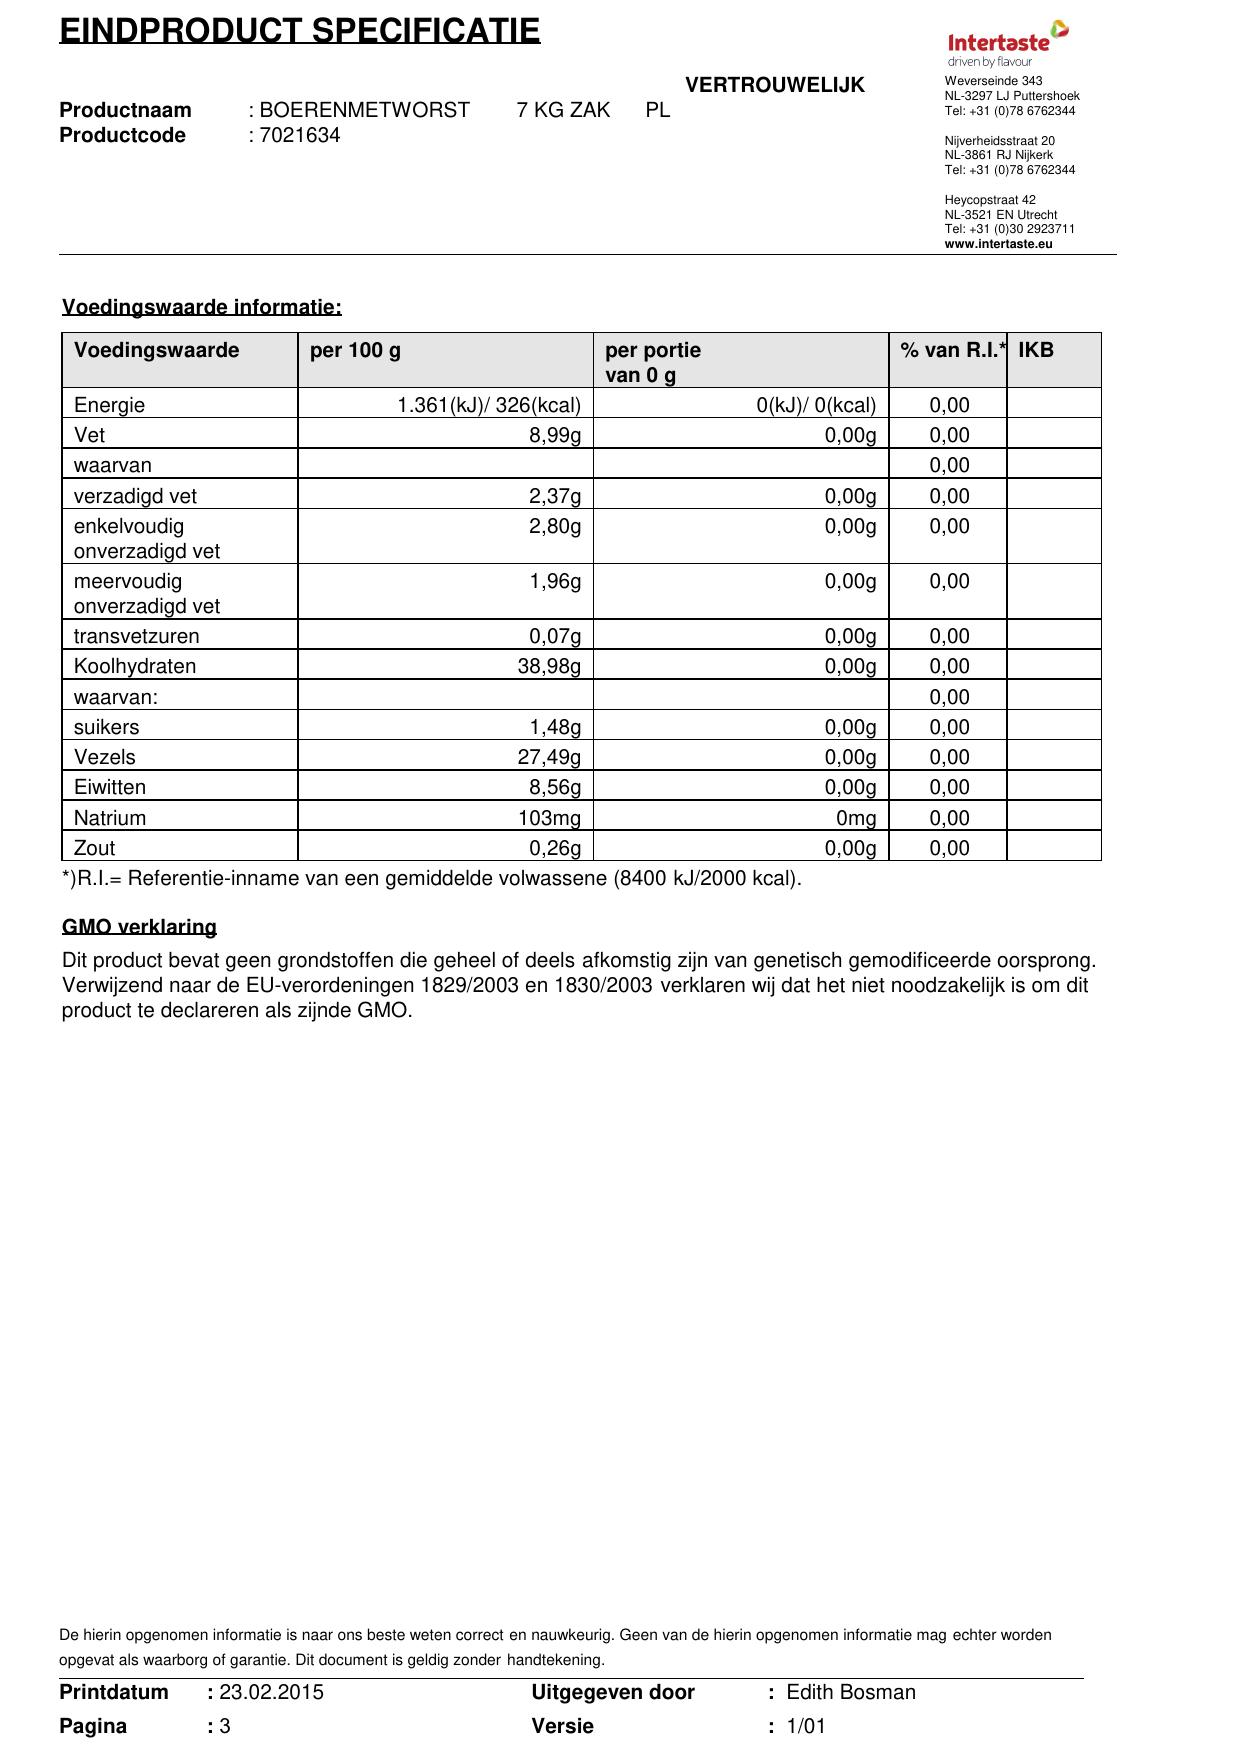 EINDPRODUCT SPECIFICATIE
Intertaste
driven by flavour
VERTROUWELIJK
Productnaam : BOERENMETWORST 7 KG ZAK PL
Productcode : 7021634
Weverseinde 343
NL-3297 LJ Puttershoek
Tel: +31 (0)78 6762344
Nijverheidsstraat 20
NL-3861 RJ Nijkerk
Tel: +31 (0)78 6762344
Heycopstraat 42
NL-3521 EN Utrecht
Tel: +31 (0)30 2923711
www.intertaste.eu
Voedingswaarde informatie:
Voedingswaarde per 100 g per portie % van R.I.* IKB
van 0 g
Energie 1.361(kJ)/ 326(kcal) 0(kJ)/ 0(kcal) 0,00
Vet 8,99g 0,00g 0,00
waarvan 0,00
verzadigd vet 2,37g 0,00g 0,00
enkelvoudig 2,80g 0,00g 0,00
onverzadigd vet
meervoudig 1,96g 0,00g 0,00
onverzadigd vet
transvetzuren 0,07g 0,00g 0,00
Koolhydraten 38,98g 0,00g 0,00
waarvan: 0,00
suikers 1,48g 0,00g 0,00
Vezels 27,49g 0,00g 0,00
Eiwitten 8,56g 0,00g 0,00
Natrium 103mg 0mg 0,00
Zout 0,26g 0,00g 0,00
*)R.I.= Referentie-inname van een gemiddelde volwassene (8400 kJ/2000 kcal).
GMO verklaring
Dit product bevat geen grondstoffen die geheel of deels afkomstig zijn van genetisch gemodificeerde oorsprong.
Verwijzend naar de EU-verordeningen 1829/2003 en 1830/2003 verklaren wij dat het niet noodzakelijk is om dit
product te declareren als zijnde GMO.
De hierin opgenomen informatie is naar ons beste weten correct en nauwkeurig. Geen van de hierin opgenomen informatie mag echter worden
opgevat als waarborg of garantie. Dit document is geldig zonder handtekening.
Printdatum : 23.02.2015 Uitgegeven door : Edith Bosman
Pagina : 3 Versie : 1/01